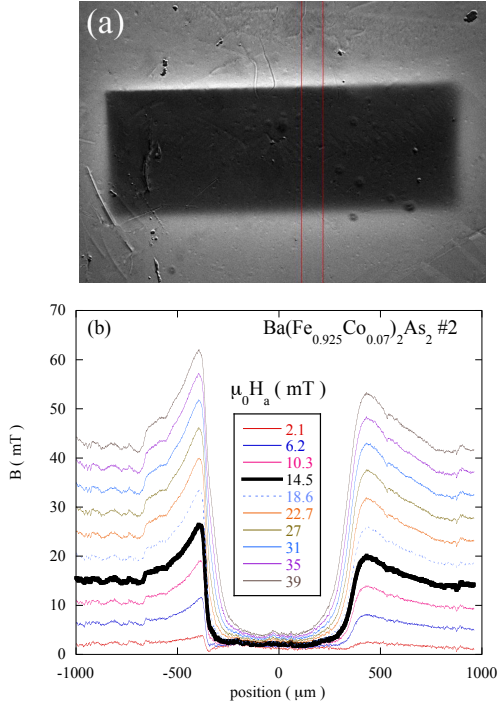 (a)
70
(b)
Ba(Fe0.925Co0.07)2As2 #2
60
μ0Ha ( mT )
50
2.1
6.2
40
10.3
14.5
B ( mT )
30
18.6
22.7
27
20
31
35
10
39
0
-1000 -500 0 500 1000
position ( μm )